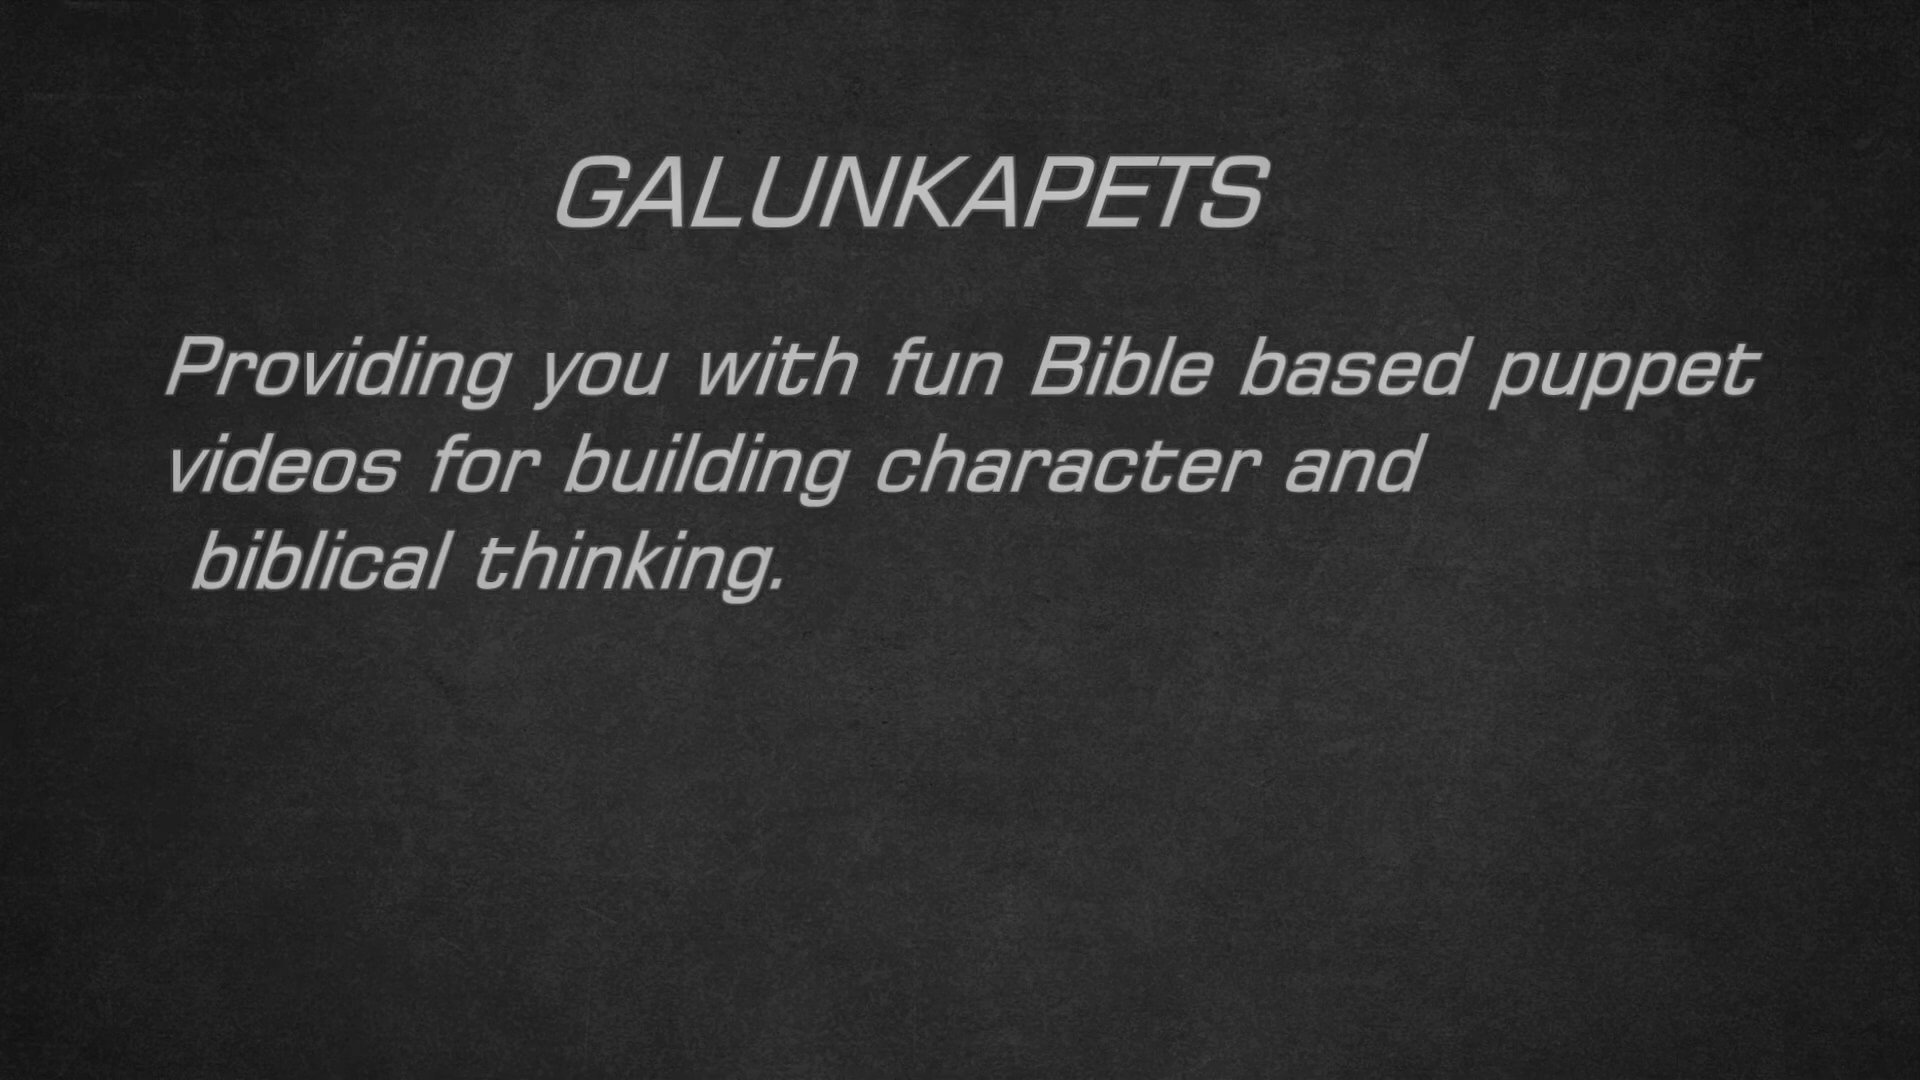 GALUNKAPETS
Providing you with fun Bible based puppet
videos for building character and
biblical thinking.